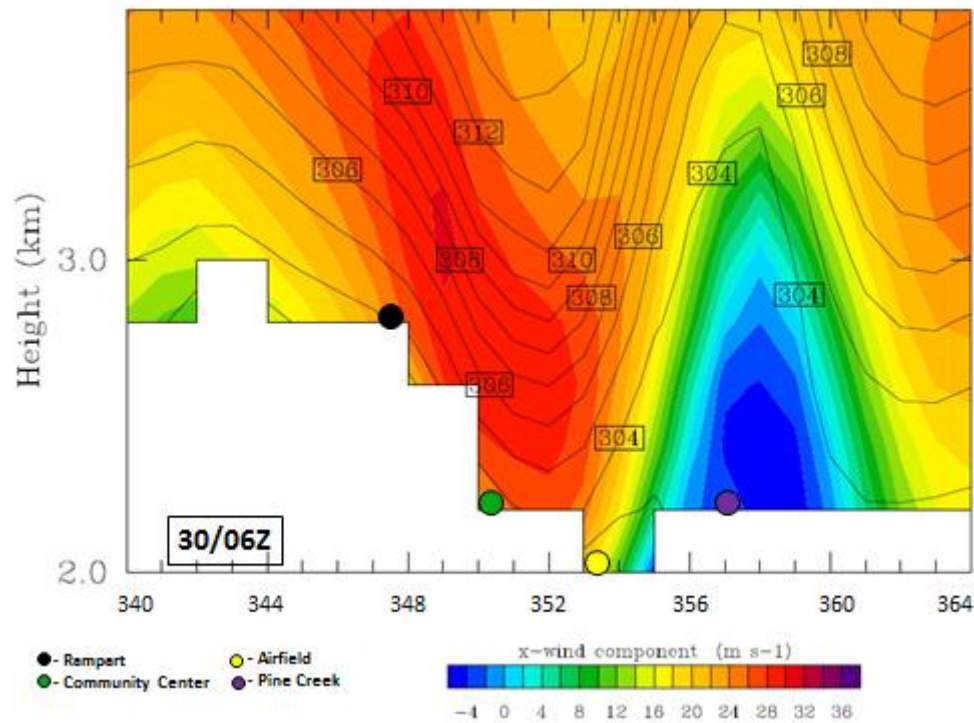 310
308
312
306
306
304
306
3.0
308
310
304
308
306
304
Height (km)
30/06Z
2.0
340 344 348 352 356 360 364
- Rampart
- Airfield
- Community Center
- Pine Creek
x-wind component (m s-1)
-4 0 4 8 12 16 20 24 28 32 36